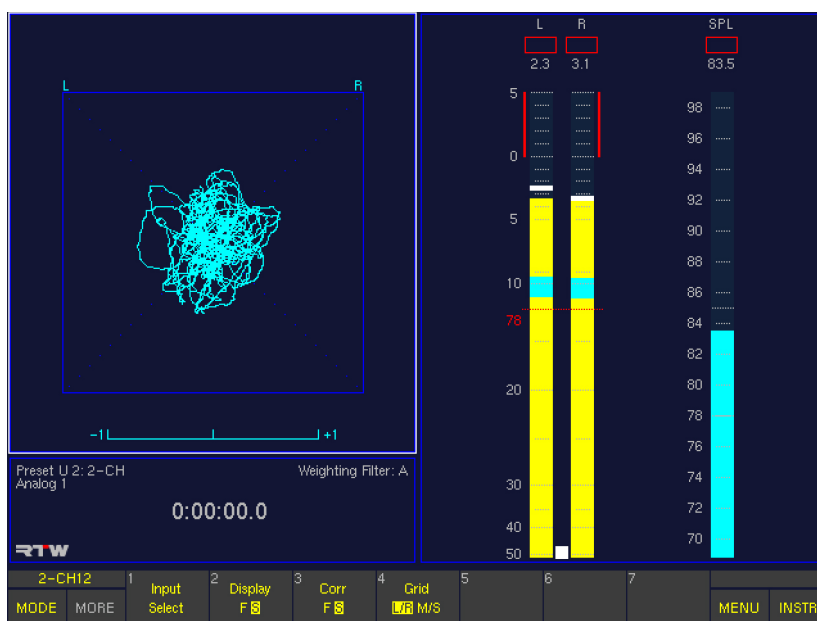 L R
-1 +1
Preset U 2: 2-CH Weighting Filter: A
Analog 1
0:00:00.0
RTW
L R SPL
2.3 3.1 83.5
5
0
5
10
78
20
30
40
50
98
96
94
92
90
88
86
84
82
80
78
76
74
72
70
2-CH12
MODE MORE
1 Input Select
2 Display F S
3 Corr F S
4 Grid L/R M/S
5
6
7
MENU INSTR